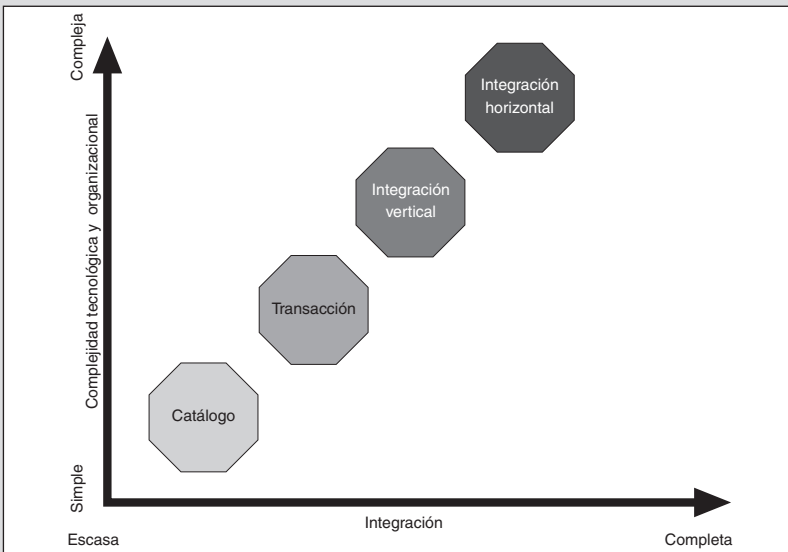 Compleja
Complejidad tecnológica y organizacional
Simple
Integración
horizontal
Integración
vertical
Transacción
Catálogo
Integración
Escasa
Completa